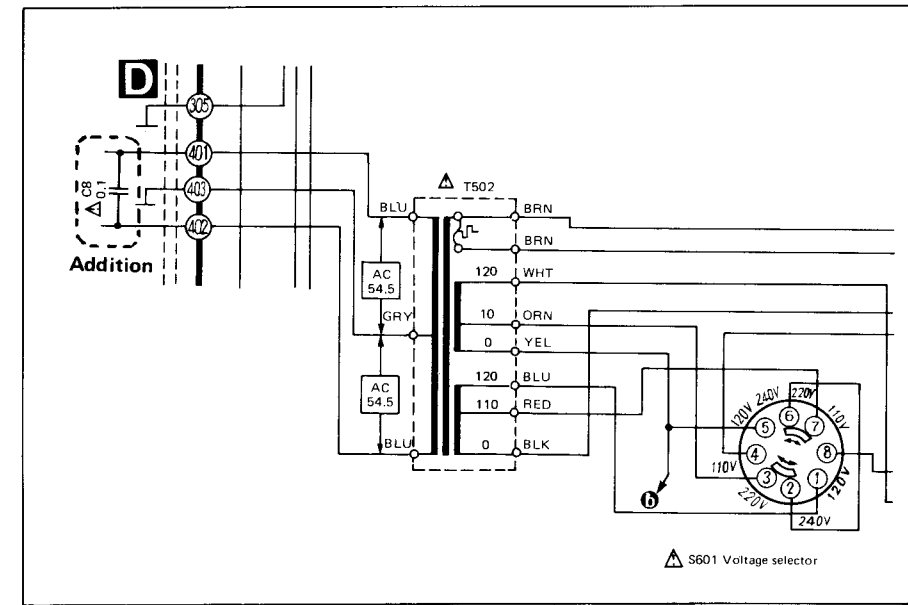 D
305
401
403
402
C8
0.1
Addition
T502
BLU
BRN
BRN
AC
54.5
120 WHT
GRY
10 ORN
0 YEL
AC
54.5
120 BLU
110 RED
BLU
0 BLK
120V 240V 220V 110V
6
7
5
4
8
3
2
1
110V
220V
240V
120V
b
S601 Voltage selector